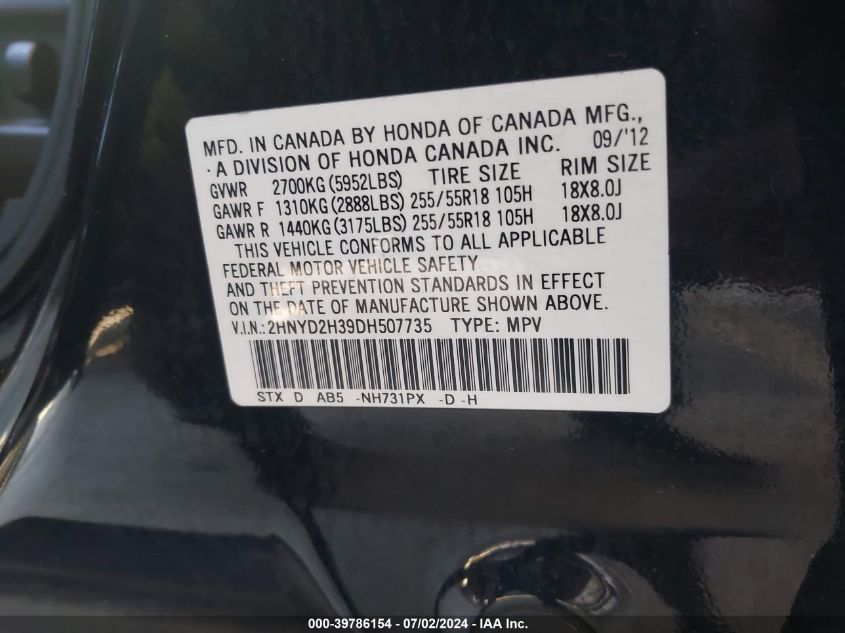 MFD. IN CANADA BY HONDA OF CANADA MFG.,
·A DIVISION OF HONDA CANADA INC. 09/'12
GVWR 2700KG (5952LBS) TIRE SIZE RIM SIZE
GAWR F 1310KG (2888LBS) 255/55R18 105H 18X8.0J
GAWR R 1440KG (3175LBS) 255/55R18 105H 18X8.0J
THIS VEHICLE CONFORMS TO ALL APPLICABLE
FEDERAL MOTOR VEHICLE SAFETY
AND THEFT PREVENTION STANDARDS IN EFFECT
ON THE DATE OF MANUFACTURE SHOWN ABOVE.
V.I.N.: 2HNYD2H39DH507735 TYPE: MPV
STX D AB5 -NH731PX -D -H
000-39786154 - 07/02/2024 - IAA Inc.